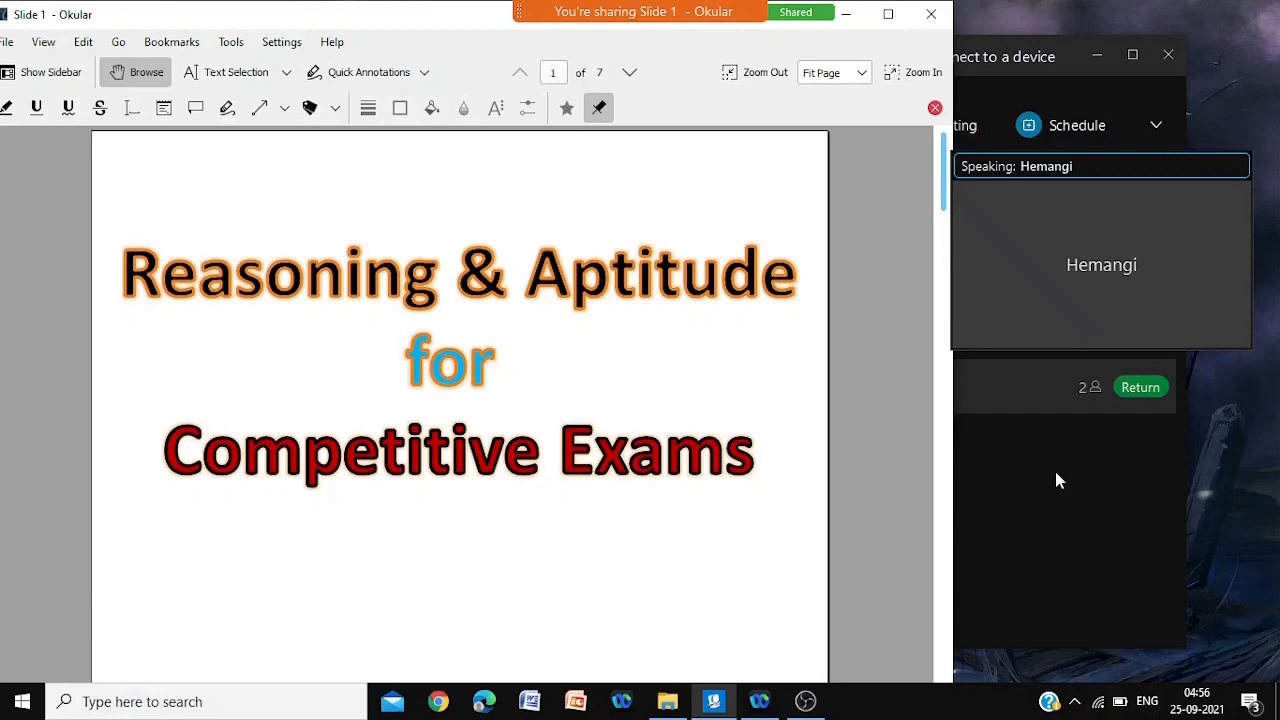 Slide 1 - Okular
You're sharing Slide 1 - Okular
Shared
File View Edit Go Bookmarks Tools Settings Help
Show Sidebar Browse Text Selection Quick Annotations 1 of 7 Zoom Out Fit Page Zoom In
nect to a device
ting Schedule
Speaking: Hemangi
Hemangi
2 Return
Reasoning & Aptitude
for
Competitive Exams
Type here to search
ENG
04:56
25-09-2021
3